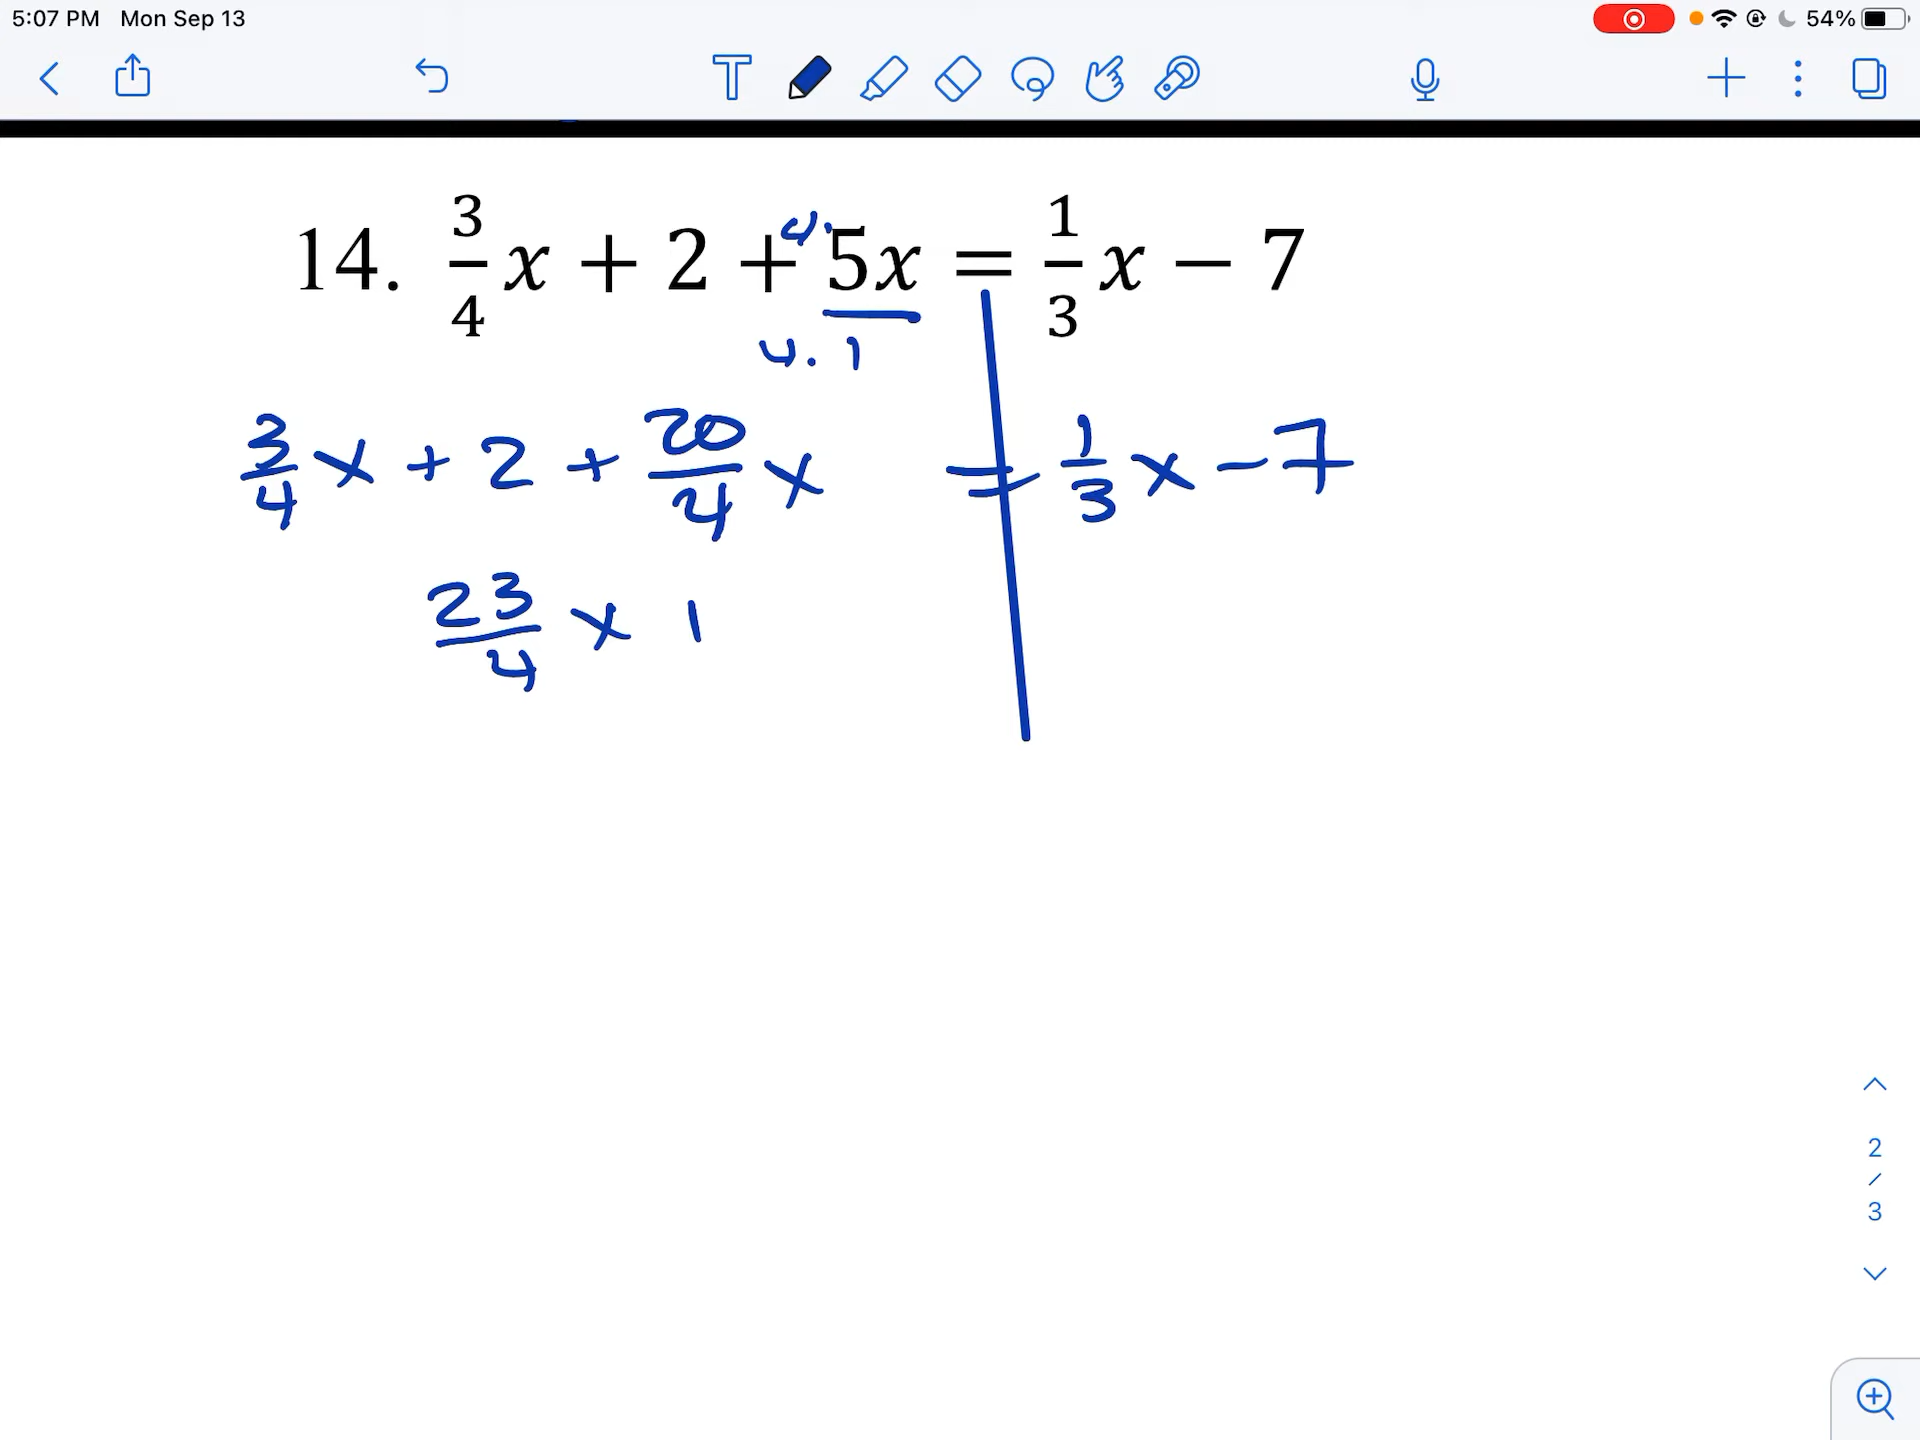 5:07 PM Mon Sep 13 54%
T
14. 3/4 x + 2 + 5x = 1/3 x − 7
4.
4. 1
3/4 x + 2 + 20/4 x = 1/3 x - 7
23/4 x 1
2
/
3